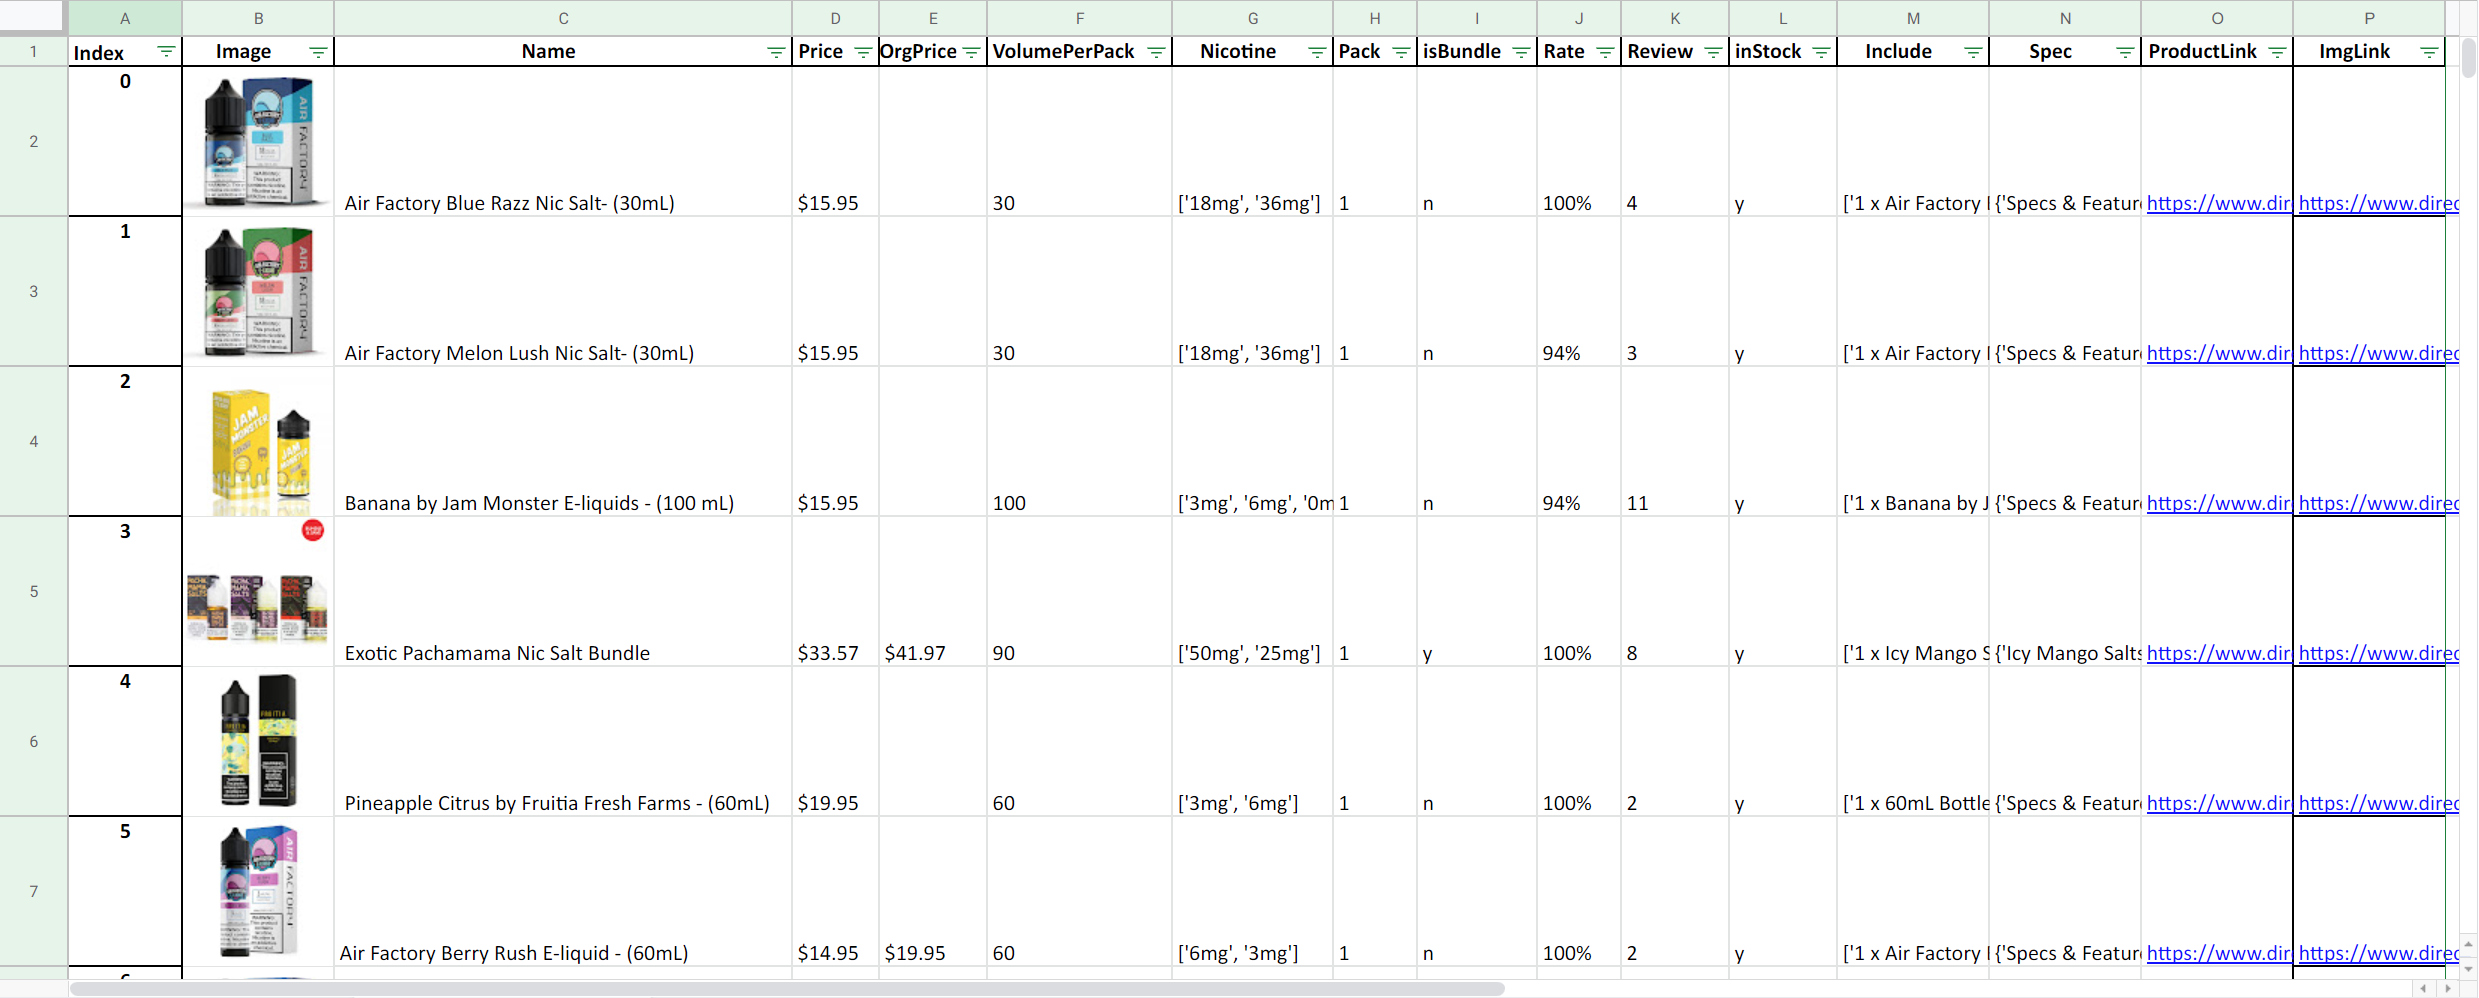 A B C D E F G H I J K L M N O P
1 Index Image Name Price OrgPrice VolumePerPack Nicotine Pack isBundle Rate Review inStock Include Spec ProductLink ImgLink
0
AIR FACTORY
2 Air Factory Blue Razz Nic Salt- (30mL) $15.95 30 ['18mg', '36mg'] 1 n 100% 4 y ['1 x Air Factory {'Specs & Featur https://www.dir https://www.direc
1
AIR FACTORY
3 Air Factory Melon Lush Nic Salt- (30mL) $15.95 30 ['18mg', '36mg'] 1 n 94% 3 y ['1 x Air Factory {'Specs & Featur https://www.dir https://www.direc
2
JAM MONSTER
JAM MONSTER
4 Banana by Jam Monster E-liquids - (100 mL) $15.95 100 ['3mg', '6mg', '0m 1 n 94% 11 y ['1 x Banana by J {'Specs & Featur https://www.dir https://www.direc
3
5 Exotic Pachamama Nic Salt Bundle $33.57 $41.97 90 ['50mg', '25mg'] 1 y 100% 8 y ['1 x Icy Mango S {'Icy Mango Salts https://www.dir https://www.direc
4
6 Pineapple Citrus by Fruitia Fresh Farms - (60mL) $19.95 60 ['3mg', '6mg'] 1 n 100% 2 y ['1 x 60mL Bottle {'Specs & Featur https://www.dir https://www.direc
5
AIR FACTORY
7 Air Factory Berry Rush E-liquid - (60mL) $14.95 $19.95 60 ['6mg', '3mg'] 1 n 100% 2 y ['1 x Air Factory {'Specs & Featur https://www.dir https://www.direc